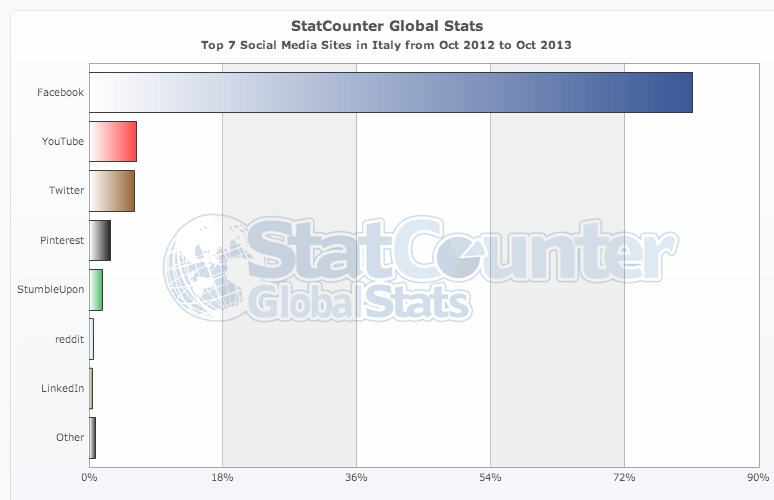 StatCounter Global Stats
Top 7 Social Media Sites in Italy from Oct 2012 to Oct 2013
Facebook
YouTube
Twitter
Pinterest
StatCounter
GlobalStats
StumbleUpon
reddit
LinkedIn
Other
0% 18% 36% 54% 72% 90%